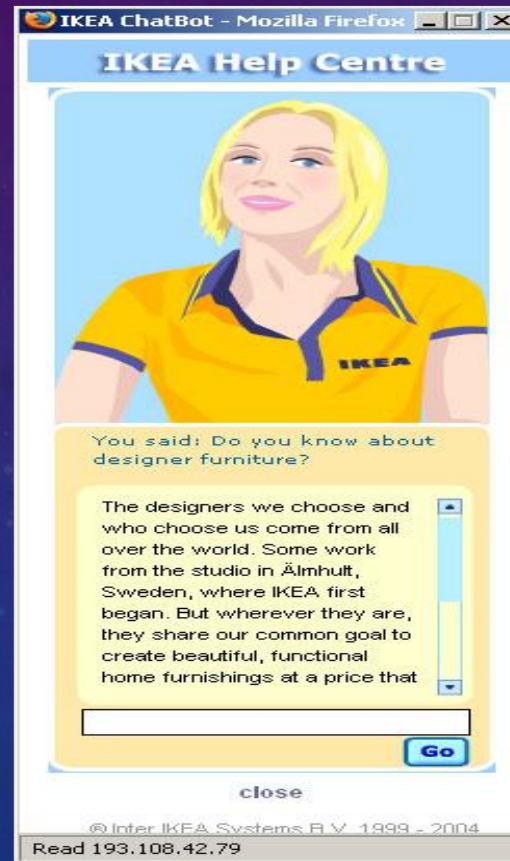 IKEA ChatBot - Mozilla Firefox
IKEA Help Centre
IKEA
You said: Do you know about
designer furniture?
The designers we choose and
who choose us come from all
over the world. Some work
from the studio in Älmhult,
Sweden, where IKEA first
began. But wherever they are,
they share our common goal to
create beautiful, functional
home furnishings at a price that
Go
close
® Inter IKEA Systems B.V. 1999 - 2004
Read 193.108.42.79